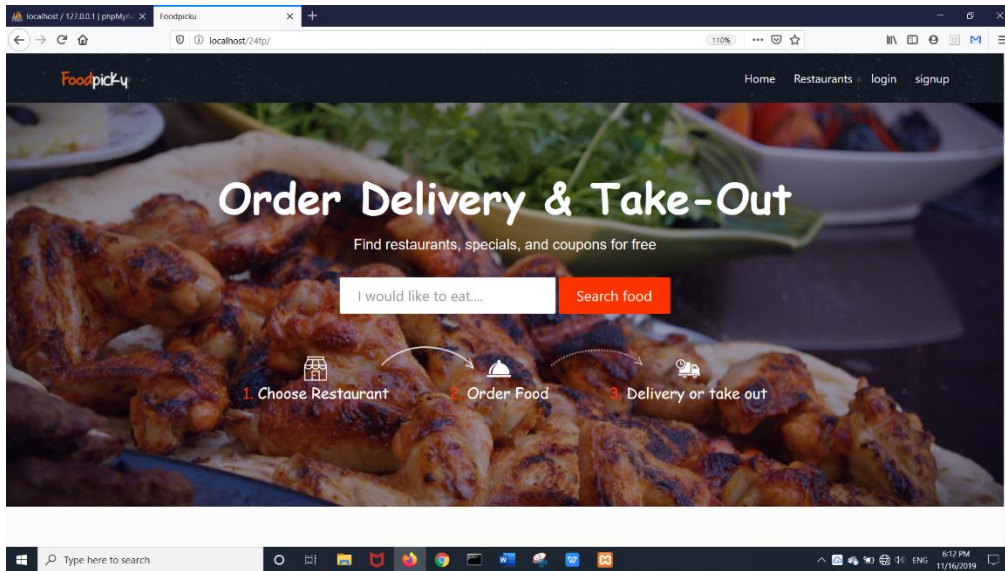 localhost / 127.0.0.1 | phpMyA
Foodpicku
localhost/24fp/
110%
Foodpicky
Home Restaurants login signup
Order Delivery & Take-Out
Find restaurants, specials, and coupons for free
I would like to eat....
Search food
1. Choose Restaurant
2. Order Food
3. Delivery or take out
Type here to search
ENG
6:12 PM
11/16/2019